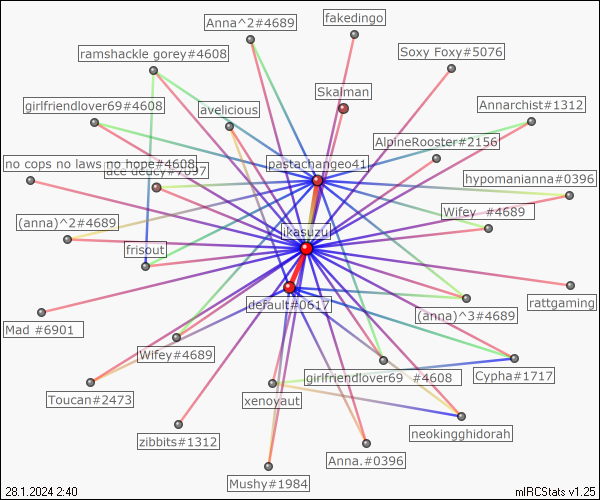 Anna^2#4689
fakedingo
ramshackle gorey#4608
Soxy Foxy#5076
Skalman
girlfriendlover69#4608
avelicious
Annarchist#1312
AlpineRooster#2156
no cops no laws no hope#4608
pastachangeo41
hypomanianna#0396
(anna)^2#4689
Wifey #4689
ikasuzu
frisout
rattgaming
default#0617
(anna)^3#4689
Mad #6901
Wifey#4689
girlfriendlover69 #4608
Cypha#1717
Toucan#2473
xenoyaut
neokingghidorah
zibbits#1312
Anna.#0396
Mushy#1984
28.1.2024 2:40
mIRCStats v1.25